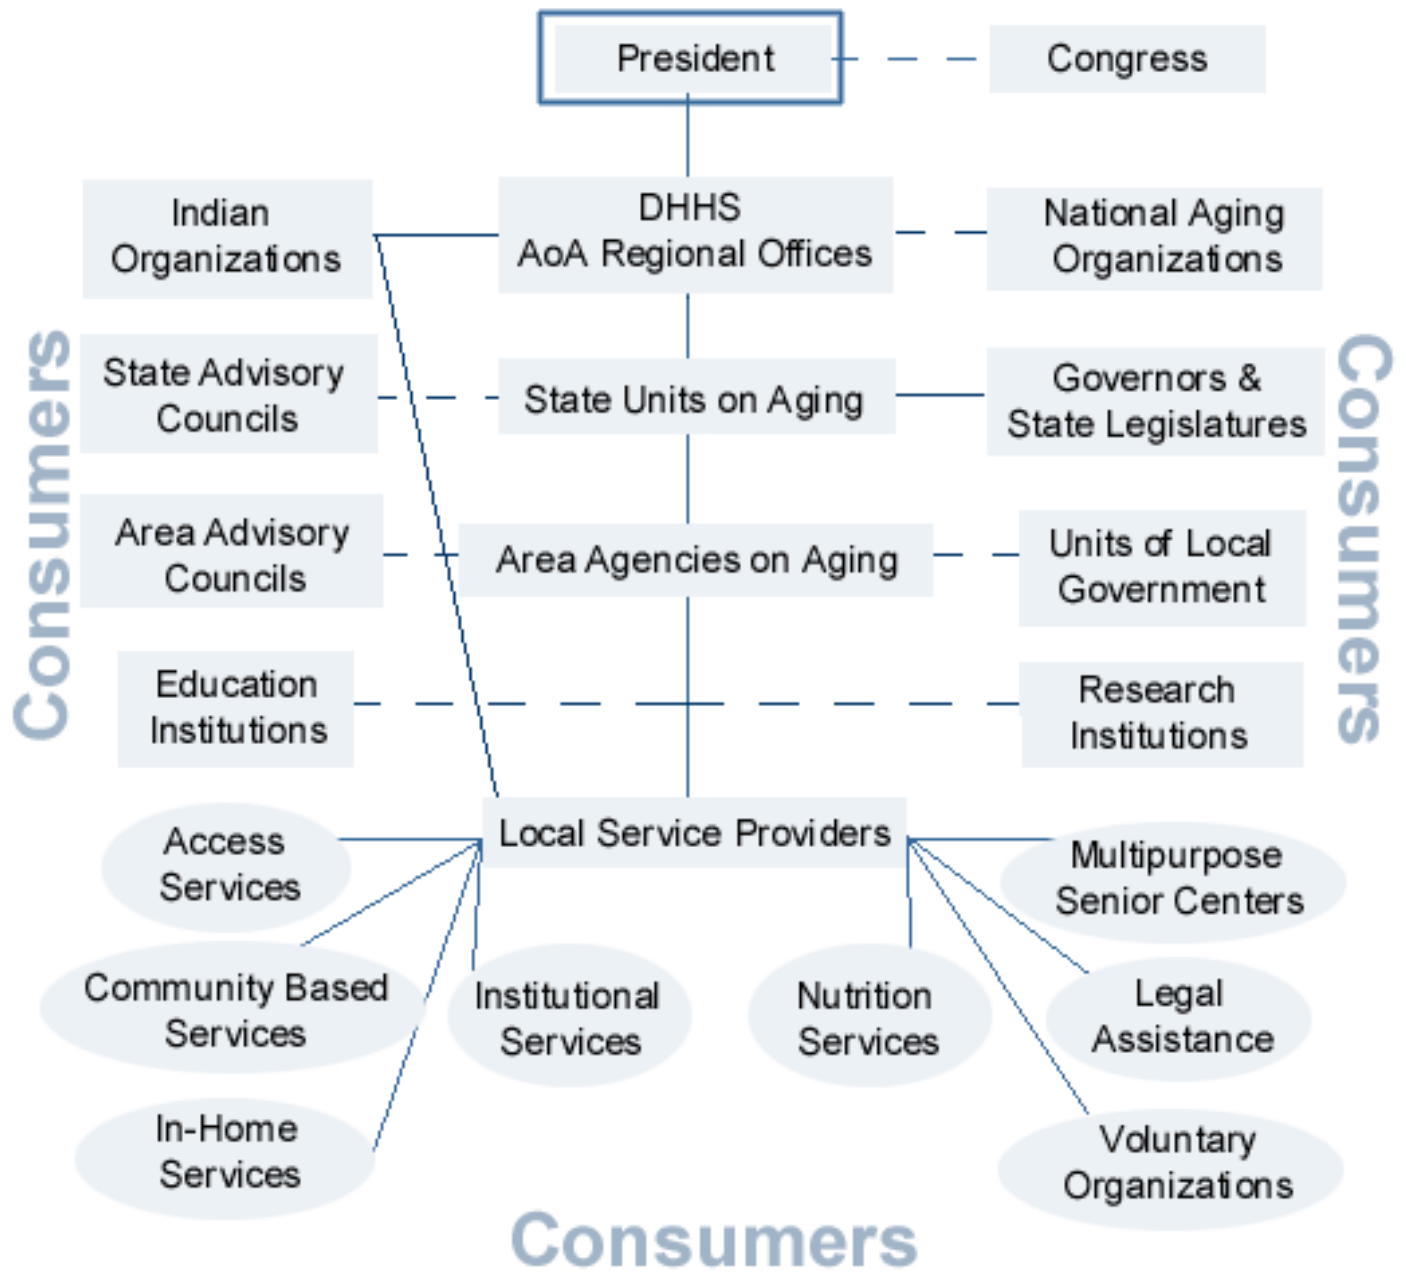 President
Congress
Indian
Organizations
DHHS
AoA Regional Offices
National Aging
Organizations
State Advisory
Councils
State Units on Aging
Governors &
State Legislatures
Consumers
Consumers
Area Advisory
Councils
Area Agencies on Aging
Units of Local
Government
Education
Institutions
Research
Institutions
Local Service Providers
Access
Services
Multipurpose
Senior Centers
Community Based
Services
Institutional
Services
Nutrition
Services
Legal
Assistance
In-Home
Services
Voluntary
Organizations
Consumers